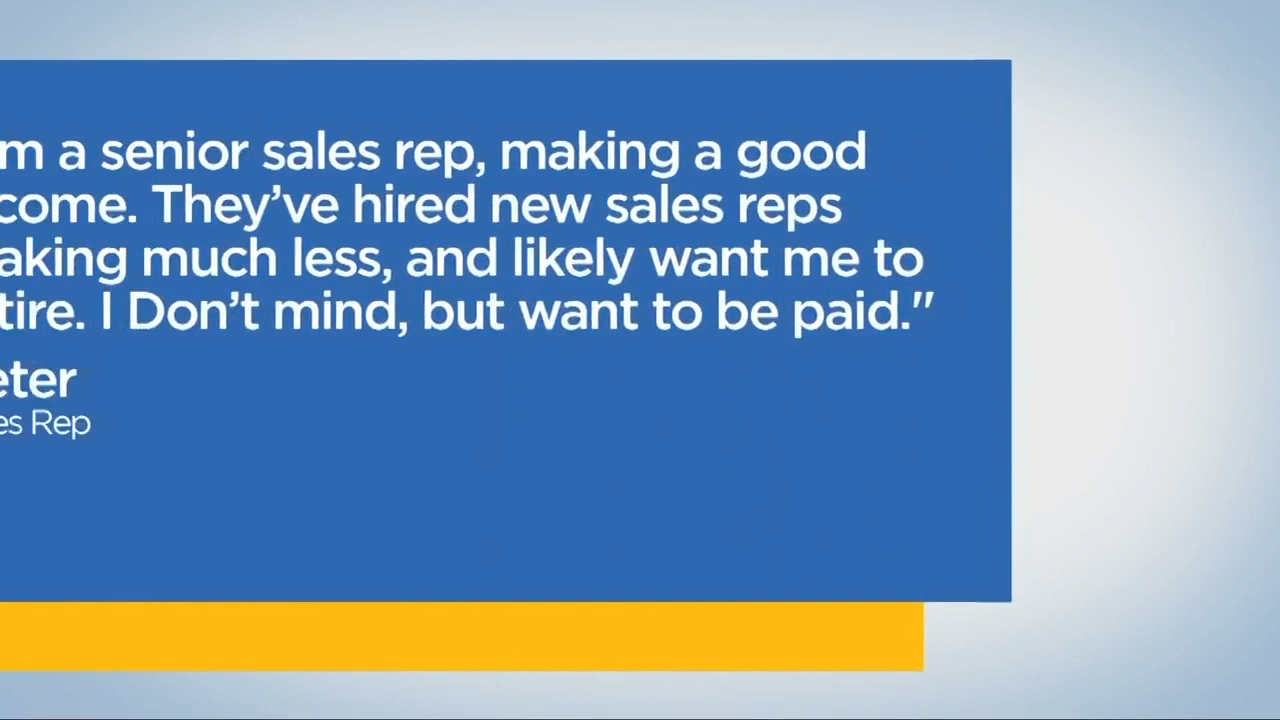 m a senior sales rep, making a good
come. They’ve hired new sales reps
aking much less, and likely want me to
tire. I Don’t mind, but want to be paid."
eter
es Rep